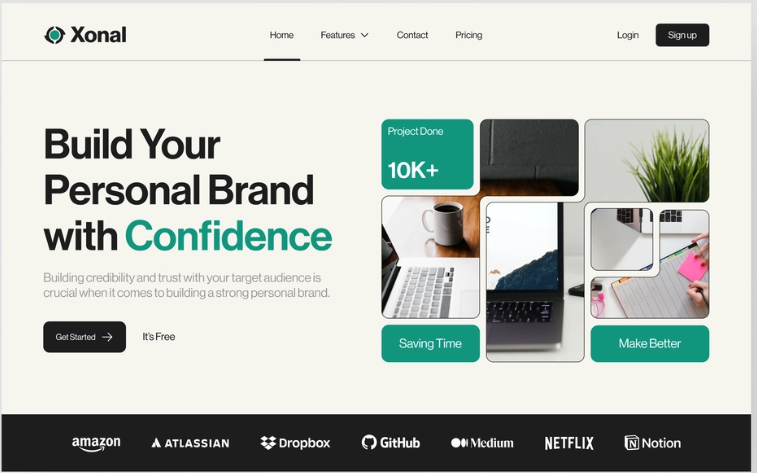 Xonal
Home
Features
Contact
Pricing
Login
Sign up
Build Your
Personal Brand
with Confidence
Building credibility and trust with your target audience is
crucial when it comes to building a strong personal brand.
Get Started
It's Free
Project Done
10K+
Saving Time
Make Better
amazon
ATLASSIAN
Dropbox
GitHub
Medium
NETFLIX
Notion